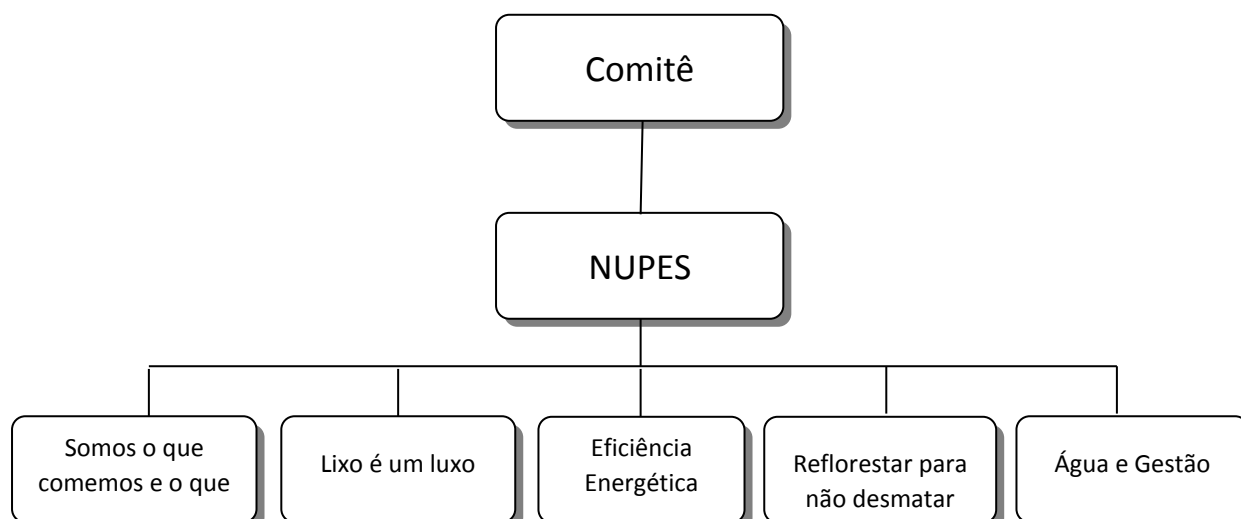 Comitê
NUPES
Somos o que
comemos e o que
Lixo é um luxo
Eficiência
Energética
Reflorestar para
não desmatar
Água e Gestão